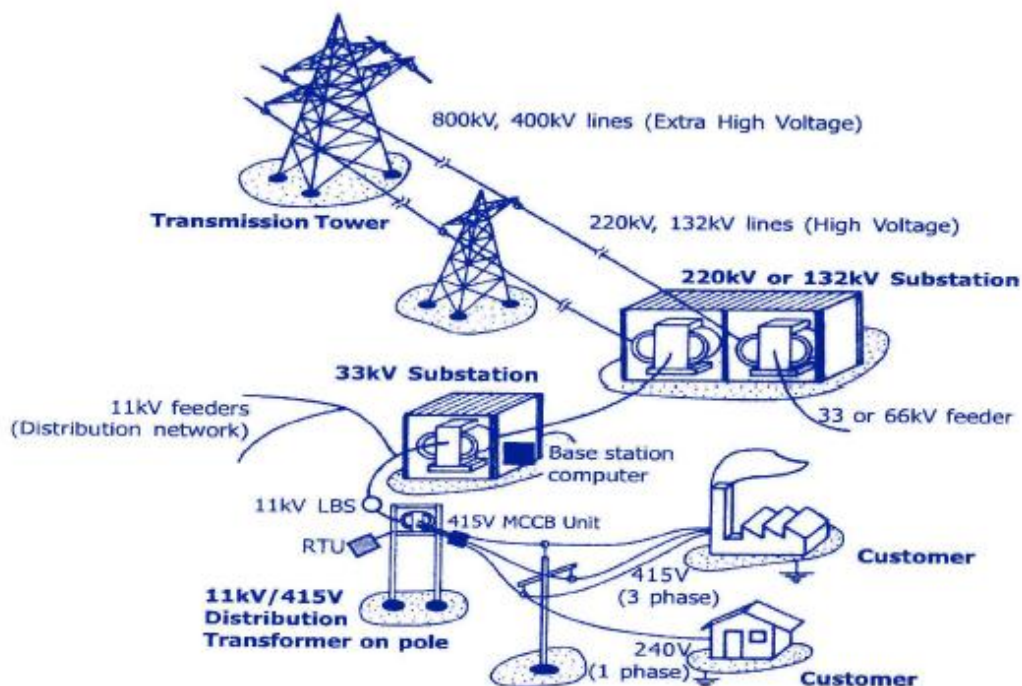 800kV, 400kV lines (Extra High Voltage)
Transmission Tower
220kV, 132kV lines (High Voltage)
220kV or 132kV Substation
33kV Substation
11kV feeders
(Distribution network)
33 or 66kV feeder
Base station
computer
11kV LBS
415V MCCB Unit
RTU
Customer
415V
(3 phase)
11kV/415V
Distribution
Transformer on pole
240V
(1 phase)
Customer